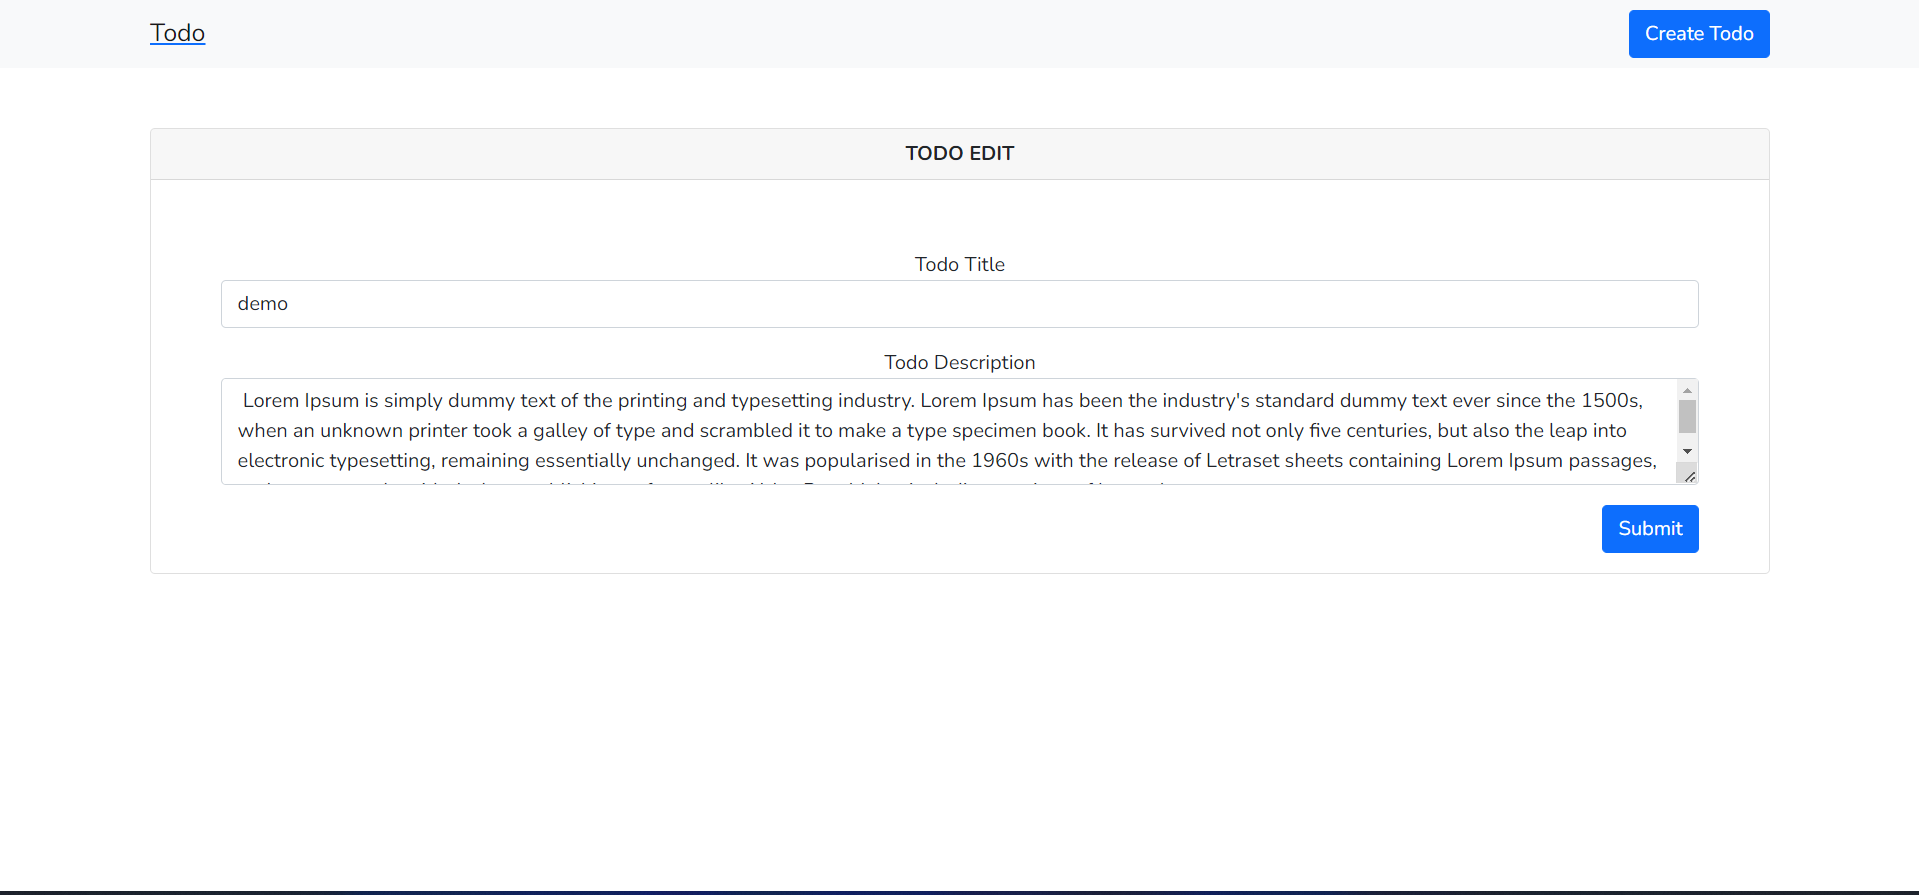 Todo
Create Todo
TODO EDIT
Todo Title
demo
Todo Description
Lorem Ipsum is simply dummy text of the printing and typesetting industry. Lorem Ipsum has been the industry's standard dummy text ever since the 1500s,
when an unknown printer took a galley of type and scrambled it to make a type specimen book. It has survived not only five centuries, but also the leap into
electronic typesetting, remaining essentially unchanged. It was popularised in the 1960s with the release of Letraset sheets containing Lorem Ipsum passages,
Submit